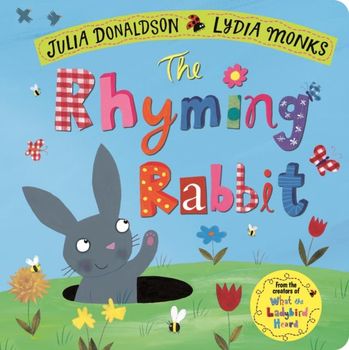 JULIA DONALDSON LYDIA MONKS
The
Rhyming
Rabbit
From the
creators of
What the
Ladybird
Heard